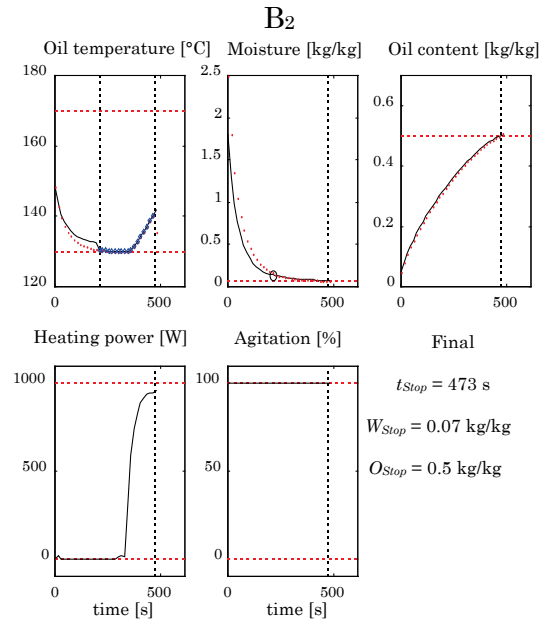 B2
Oil temperature [°C] Moisture [kg/kg] Oil content [kg/kg]
180 2.5
2 0.6
160
1.5 0.4
1
140 0.2
0.5
120 0 0
0 500 0 500 0 500
Heating power [W] Agitation [%] Final
1000 100
tStop = 473 s
WStop = 0.07 kg/kg
500 50
OStop = 0.5 kg/kg
0 0
0 500 0 500
time [s] time [s]